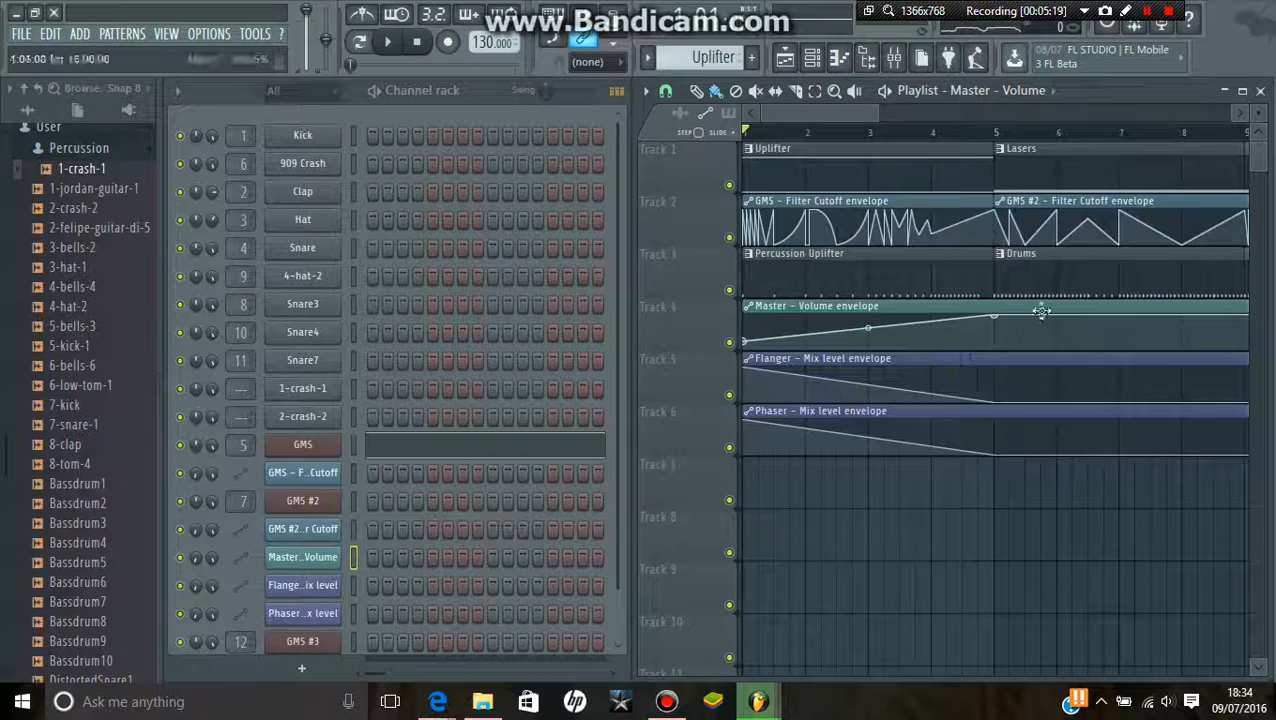 www.Bandicam.com
1366x768 Recording [00:05:19]
FILE EDIT ADD PATTERNS VIEW OPTIONS TOOLS ?
3.2
130.000
(none)
Uplifter
08/07 FL STUDIO | FL Mobile
3 FL Beta
Browse. Snap 8
All
Channel rack
Swing
Playlist - Master - Volume
STEP SLIDE
2 3 4 5 6 7 8 9
User
Percussion
1-crash-1
1-jordan-guitar-1
2-crash-2
2-felipe-guitar-di-5
3-bells-2
3-hat-1
4-bells-4
4-hat-2
5-bells-3
5-kick-1
6-bells-6
6-low-tom-1
7-kick
7-snare-1
8-clap
8-tom-4
Bassdrum1
Bassdrum2
Bassdrum3
Bassdrum4
Bassdrum5
Bassdrum6
Bassdrum7
Bassdrum8
Bassdrum9
Bassdrum10
DistortedSnare1
1 Kick
6 909 Crash
2 Clap
3 Hat
4 Snare
9 4-hat-2
8 Snare3
10 Snare4
11 Snare7
--- 1-crash-1
--- 2-crash-2
5 GMS
GMS - F..Cutoff
7 GMS #2
GMS #2..r Cutoff
Master..Volume
Flange..ix level
Phaser..x level
12 GMS #3
+
Track 1
Uplifter
Lasers
Track 2
GMS - Filter Cutoff envelope
GMS #2 - Filter Cutoff envelope
Track 3
Percussion Uplifter
Drums
Track 4
Master - Volume envelope
Track 5
Flanger - Mix level envelope
Track 6
Phaser - Mix level envelope
Track 8
Track 9
Track 10
Ask me anything
18:34
09/07/2016